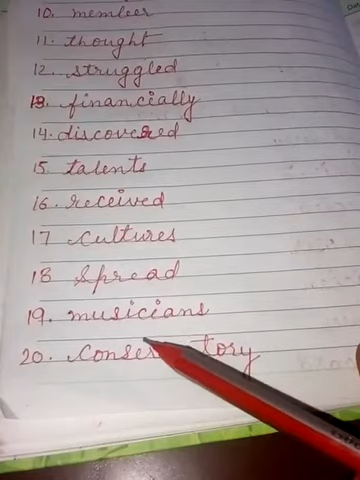 10. member
11. thought
12. struggled
13. financially
14. discovered
15. talents
16. received
17 cultures
18 Spread
19. musicians
20.